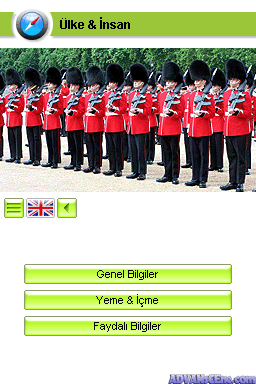 Ülke & İnsan
Genel Bilgiler
Yeme & İçme
Faydalı Bilgiler
ADVANsCEne.com